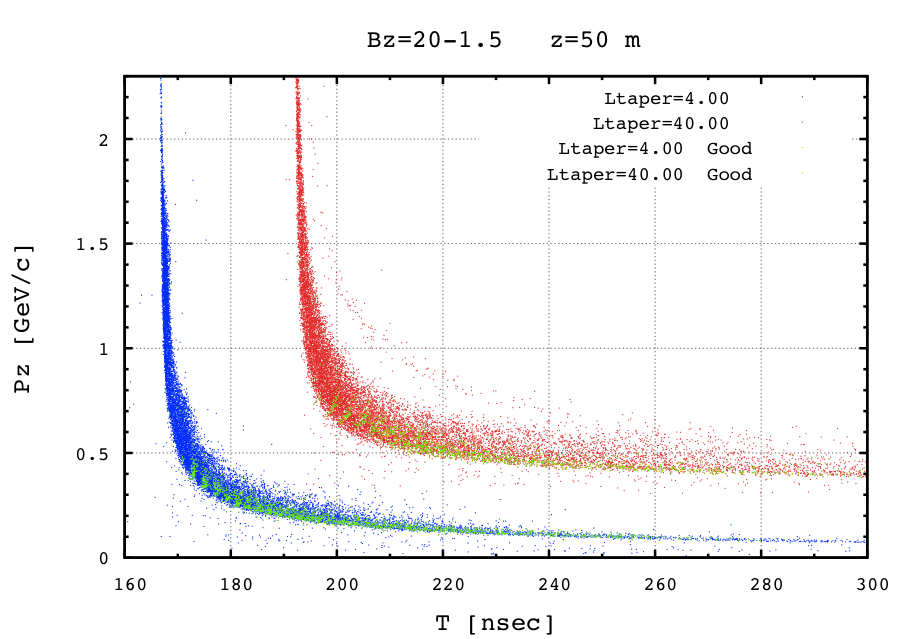 Bz=20-1.5   z=50 m
Ltaper=4.00
Ltaper=40.00
Ltaper=4.00  Good
Ltaper=40.00  Good
2
1.5
1
0.5
0
Pz [GeV/c]
160 180 200 220 240 260 280 300
T [nsec]